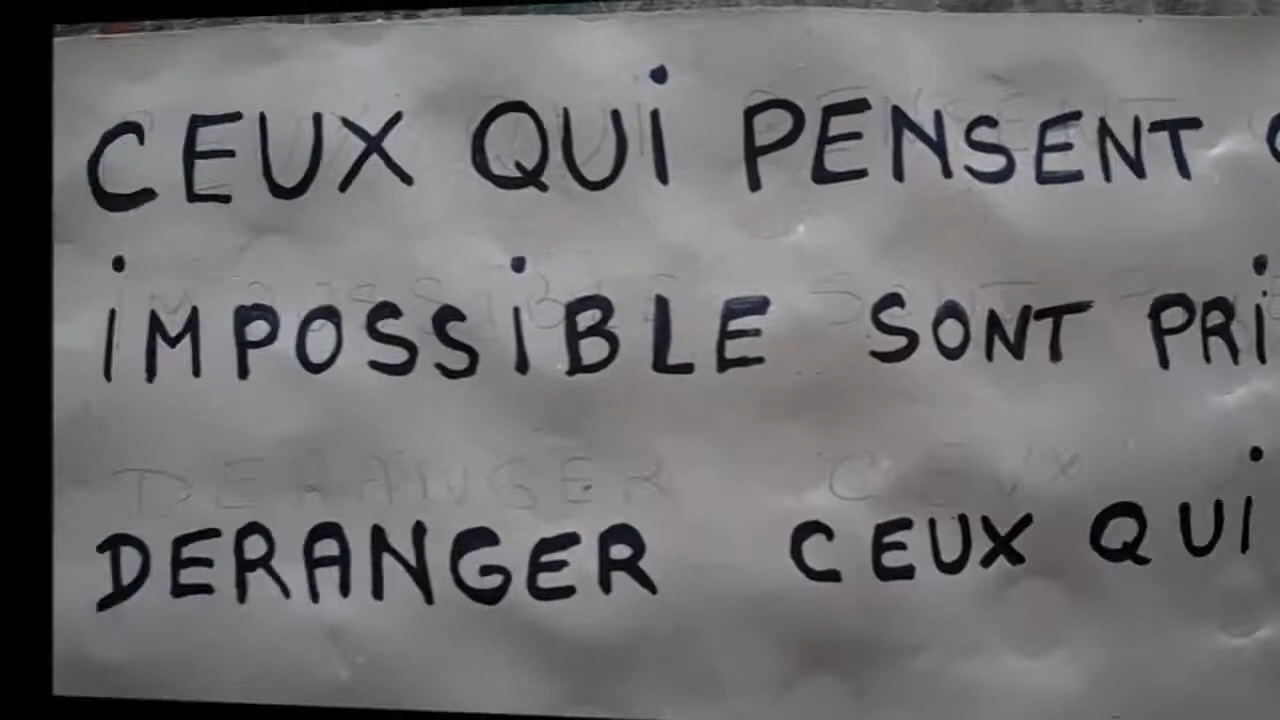 CEUX QUi PENSENT
iMPOSSiBLE SONT PRi
DERANGER CEUX QUi